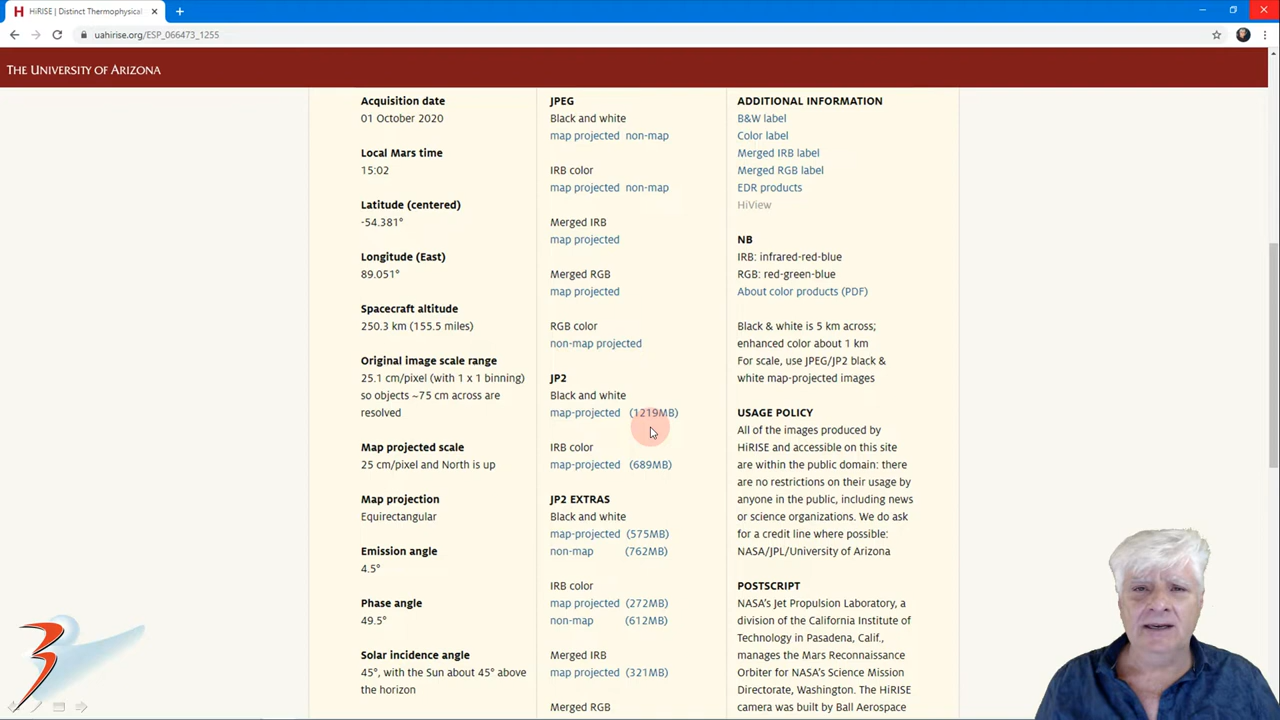 HiRISE | Distinct Thermophysical
uahirise.org/ESP_066473_1255
THE UNIVERSITY OF ARIZONA
Acquisition date
01 October 2020
Local Mars time
15:02
Latitude (centered)
-54.381°
Longitude (East)
89.051°
Spacecraft altitude
250.3 km (155.5 miles)
Original image scale range
25.1 cm/pixel (with 1 x 1 binning)
so objects ~75 cm across are
resolved
Map projected scale
25 cm/pixel and North is up
Map projection
Equirectangular
Emission angle
4.5°
Phase angle
49.5°
Solar incidence angle
45°, with the Sun about 45° above
the horizon
JPEG
Black and white
map projected non-map
IRB color
map projected non-map
Merged IRB
map projected
Merged RGB
map projected
RGB color
non-map projected
JP2
Black and white
map-projected (1219MB)
IRB color
map-projected (689MB)
JP2 EXTRAS
Black and white
map-projected (575MB)
non-map (762MB)
IRB color
map projected (272MB)
non-map (612MB)
Merged IRB
map projected (321MB)
Merged RGB
ADDITIONAL INFORMATION
B&W label
Color label
Merged IRB label
Merged RGB label
EDR products
HiView
NB
IRB: infrared-red-blue
RGB: red-green-blue
About color products (PDF)
Black & white is 5 km across;
enhanced color about 1 km
For scale, use JPEG/JP2 black &
white map-projected images
USAGE POLICY
All of the images produced by
HiRISE and accessible on this site
are within the public domain: there
are no restrictions on their usage by
anyone in the public, including news
or science organizations. We do ask
for a credit line where possible:
NASA/JPL/University of Arizona
POSTSCRIPT
NASA's Jet Propulsion Laboratory, a
division of the California Institute of
Technology in Pasadena, Calif.,
manages the Mars Reconnaissance
Orbiter for NASA's Science Mission
Directorate, Washington. The HiRISE
camera was built by Ball Aerospace